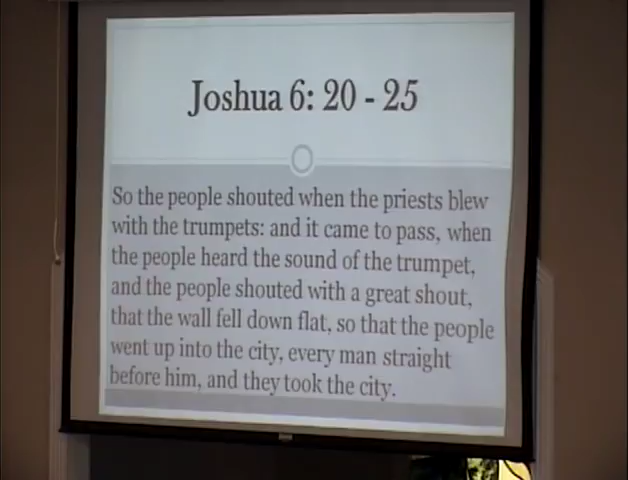 Joshua 6: 20 - 25
So the people shouted when the priests blew
with the trumpets: and it came to pass, when
the people heard the sound of the trumpet,
and the people shouted with a great shout,
that the wall fell down flat, so that the people
went up into the city, every man straight
before him, and they took the city.